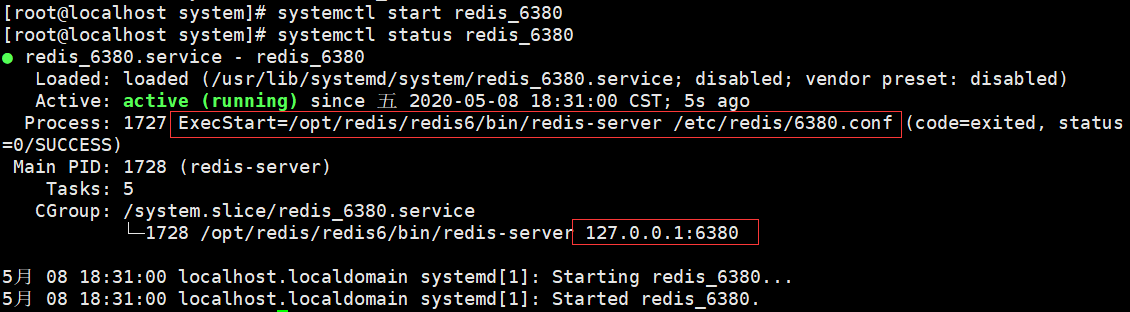 [root@localhost system]# systemctl start redis_6380
[root@localhost system]# systemctl status redis_6380
● redis_6380.service - redis_6380
   Loaded: loaded (/usr/lib/systemd/system/redis_6380.service; disabled; vendor preset: disabled)
   Active: active (running) since 五 2020-05-08 18:31:00 CST; 5s ago
  Process: 1727 ExecStart=/opt/redis/redis6/bin/redis-server /etc/redis/6380.conf (code=exited, status
=0/SUCCESS)
 Main PID: 1728 (redis-server)
    Tasks: 5
   CGroup: /system.slice/redis_6380.service
           └─1728 /opt/redis/redis6/bin/redis-server 127.0.0.1:6380
5月 08 18:31:00 localhost.localdomain systemd[1]: Starting redis_6380...
5月 08 18:31:00 localhost.localdomain systemd[1]: Started redis_6380.